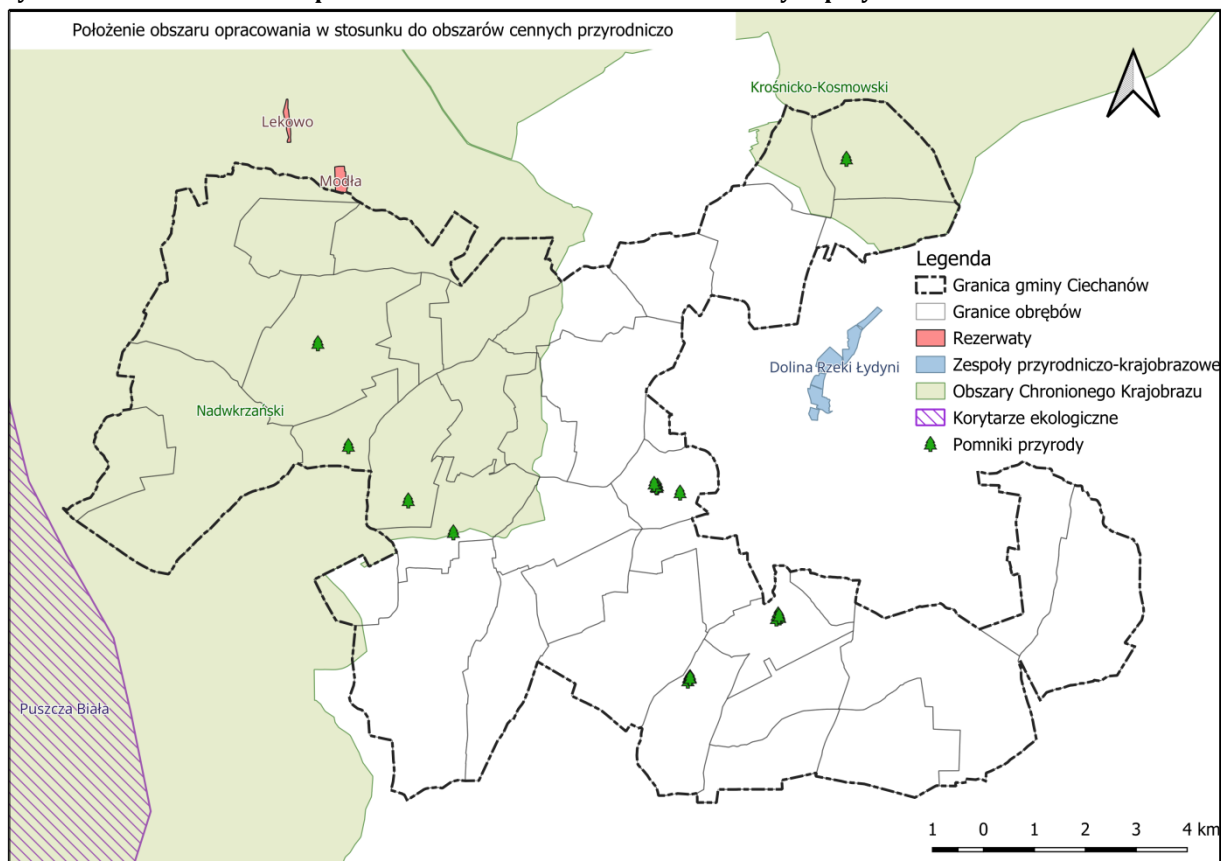 Położenie obszaru opracowania w stosunku do obszarów cennych przyrodniczo
Krośnicko-Kosmowski
Lekowo
Modła
Legenda
Granica gminy Ciechanów
Granice obrębów
Rezerwaty
Zespoły przyrodniczo-krajobrazowe
Obszary Chronionego Krajobrazu
Korytarze ekologiczne
Pomniki przyrody
Dolina Rzeki Łydyni
Nadwkrzański
Puszcza Biała
1 0 1 2 3 4 km